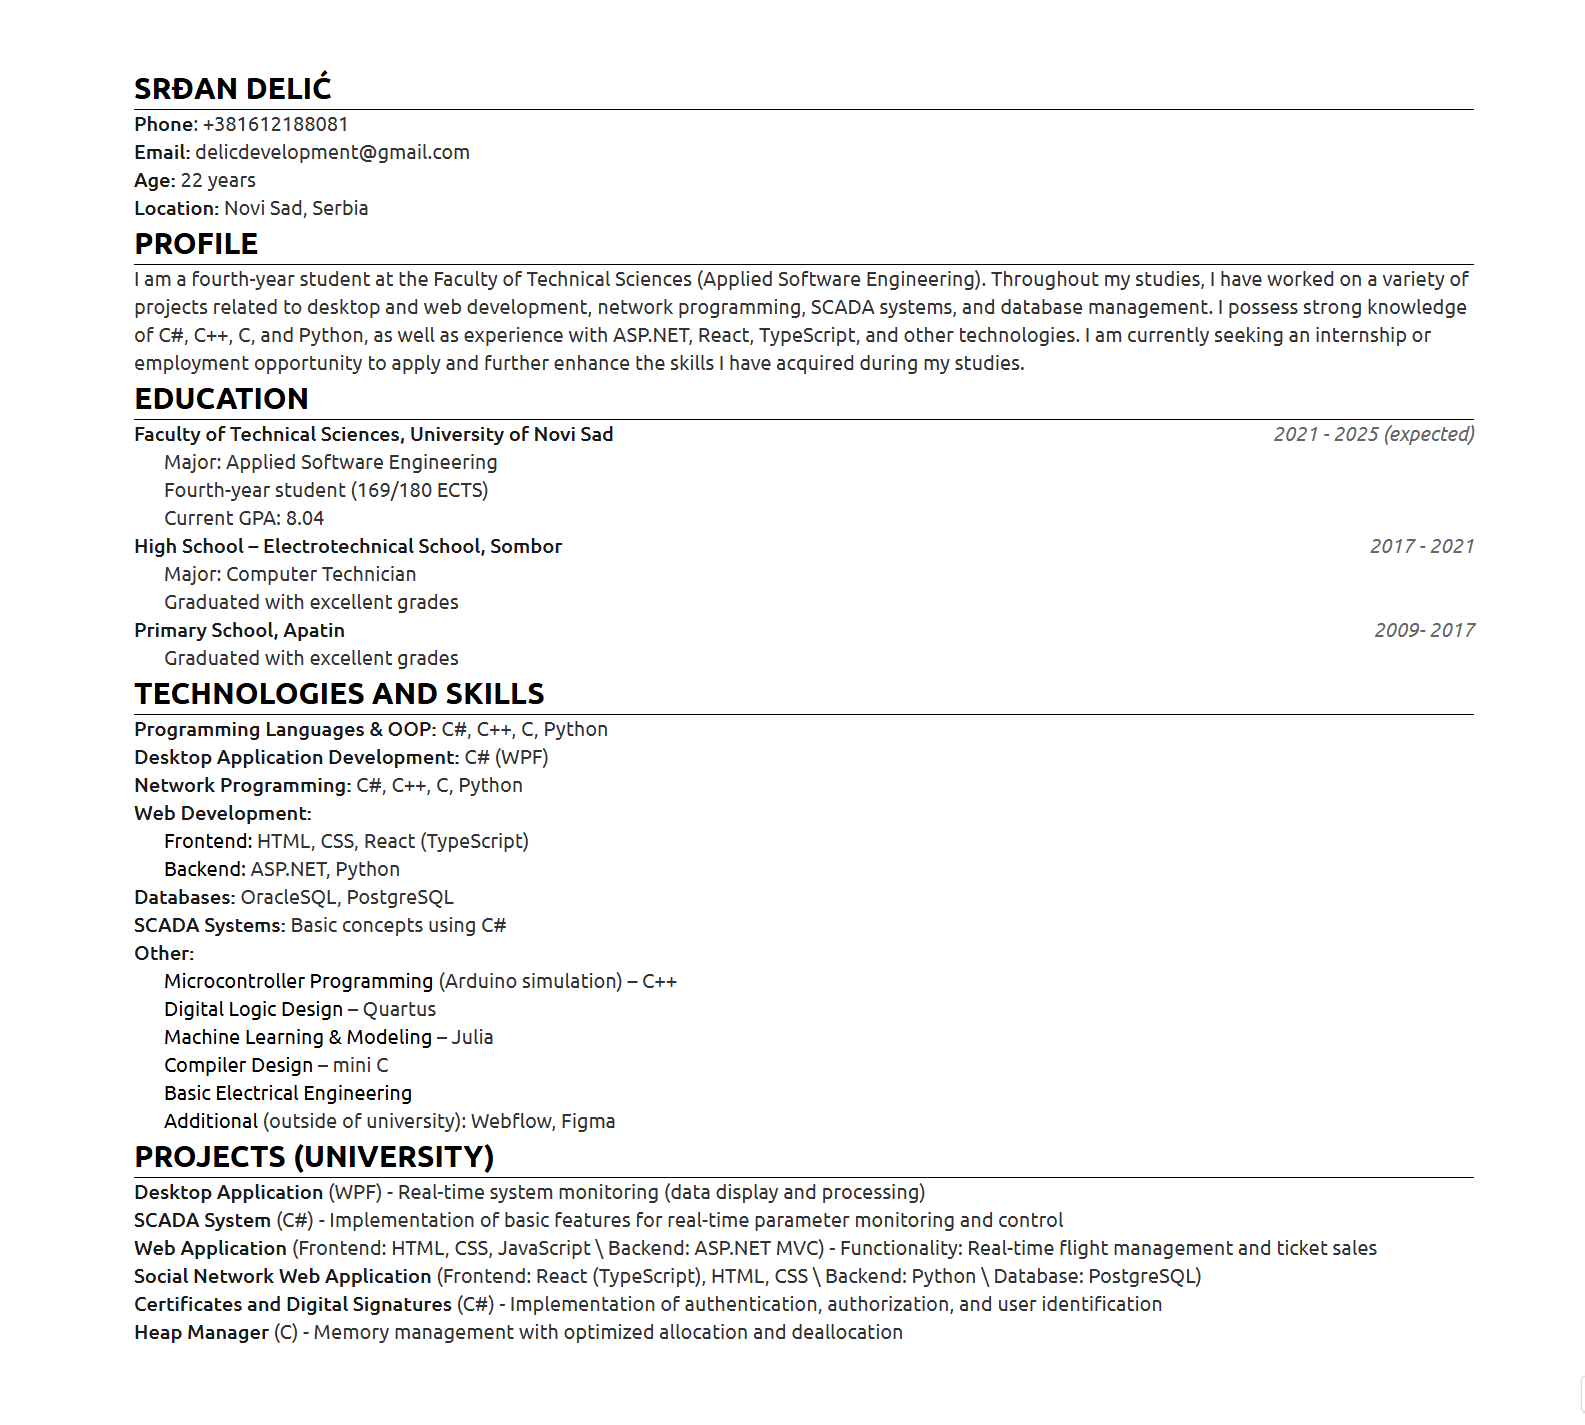 SRĐAN DELIĆ
Phone: +381612188081
Email: delicdevelopment@gmail.com
Age: 22 years
Location: Novi Sad, Serbia
PROFILE
I am a fourth-year student at the Faculty of Technical Sciences (Applied Software Engineering). Throughout my studies, I have worked on a variety of
projects related to desktop and web development, network programming, SCADA systems, and database management. I possess strong knowledge
of C#, C++, C, and Python, as well as experience with ASP.NET, React, TypeScript, and other technologies. I am currently seeking an internship or
employment opportunity to apply and further enhance the skills I have acquired during my studies.
EDUCATION
Faculty of Technical Sciences, University of Novi Sad 2021 - 2025 (expected)
Major: Applied Software Engineering
Fourth-year student (169/180 ECTS)
Current GPA: 8.04
High School – Electrotechnical School, Sombor 2017 - 2021
Major: Computer Technician
Graduated with excellent grades
Primary School, Apatin 2009- 2017
Graduated with excellent grades
TECHNOLOGIES AND SKILLS
Programming Languages & OOP: C#, C++, C, Python
Desktop Application Development: C# (WPF)
Network Programming: C#, C++, C, Python
Web Development:
Frontend: HTML, CSS, React (TypeScript)
Backend: ASP.NET, Python
Databases: OracleSQL, PostgreSQL
SCADA Systems: Basic concepts using C#
Other:
Microcontroller Programming (Arduino simulation) – C++
Digital Logic Design – Quartus
Machine Learning & Modeling – Julia
Compiler Design – mini C
Basic Electrical Engineering
Additional (outside of university): Webflow, Figma
PROJECTS (UNIVERSITY)
Desktop Application (WPF) - Real-time system monitoring (data display and processing)
SCADA System (C#) - Implementation of basic features for real-time parameter monitoring and control
Web Application (Frontend: HTML, CSS, JavaScript \ Backend: ASP.NET MVC) - Functionality: Real-time flight management and ticket sales
Social Network Web Application (Frontend: React (TypeScript), HTML, CSS \ Backend: Python \ Database: PostgreSQL)
Certificates and Digital Signatures (C#) - Implementation of authentication, authorization, and user identification
Heap Manager (C) - Memory management with optimized allocation and deallocation